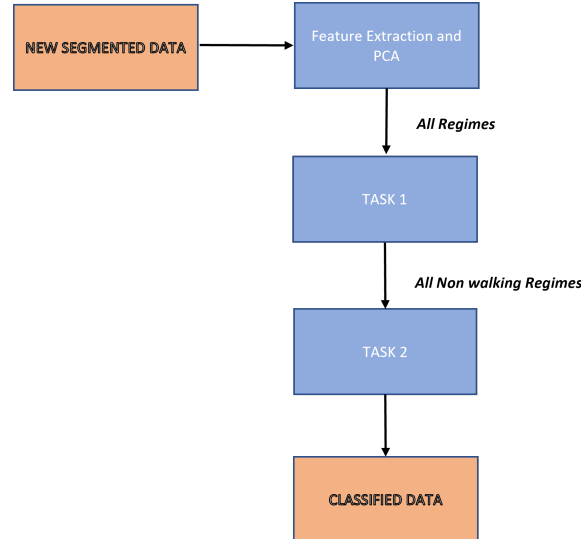 NEW SEGMENTED DATA
Feature Extraction and
PCA
All Regimes
TASK 1
All Non walking Regimes
TASK 2
CLASSIFIED DATA